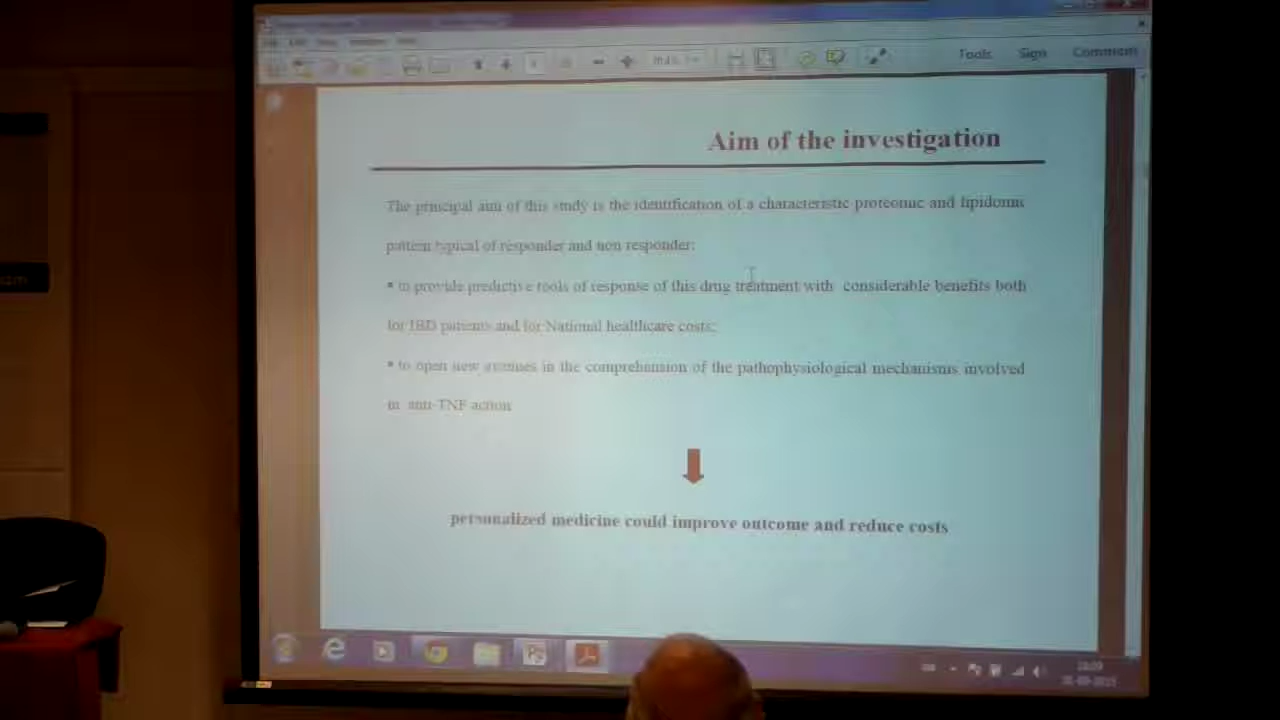 Tools Sign Comment
Aim of the investigation
The principal aim of this study is the identification of a characteristic proteomic and lipidomic
pattern typical of responder and non responder:
▪ to provide predictive tools of response of this drug treatment with considerable benefits both
for IBD patients and for National healthcare costs;
▪ to open new avenues in the comprehension of the pathophysiological mechanisms involved
in anti-TNF action
personalized medicine could improve outcome and reduce costs